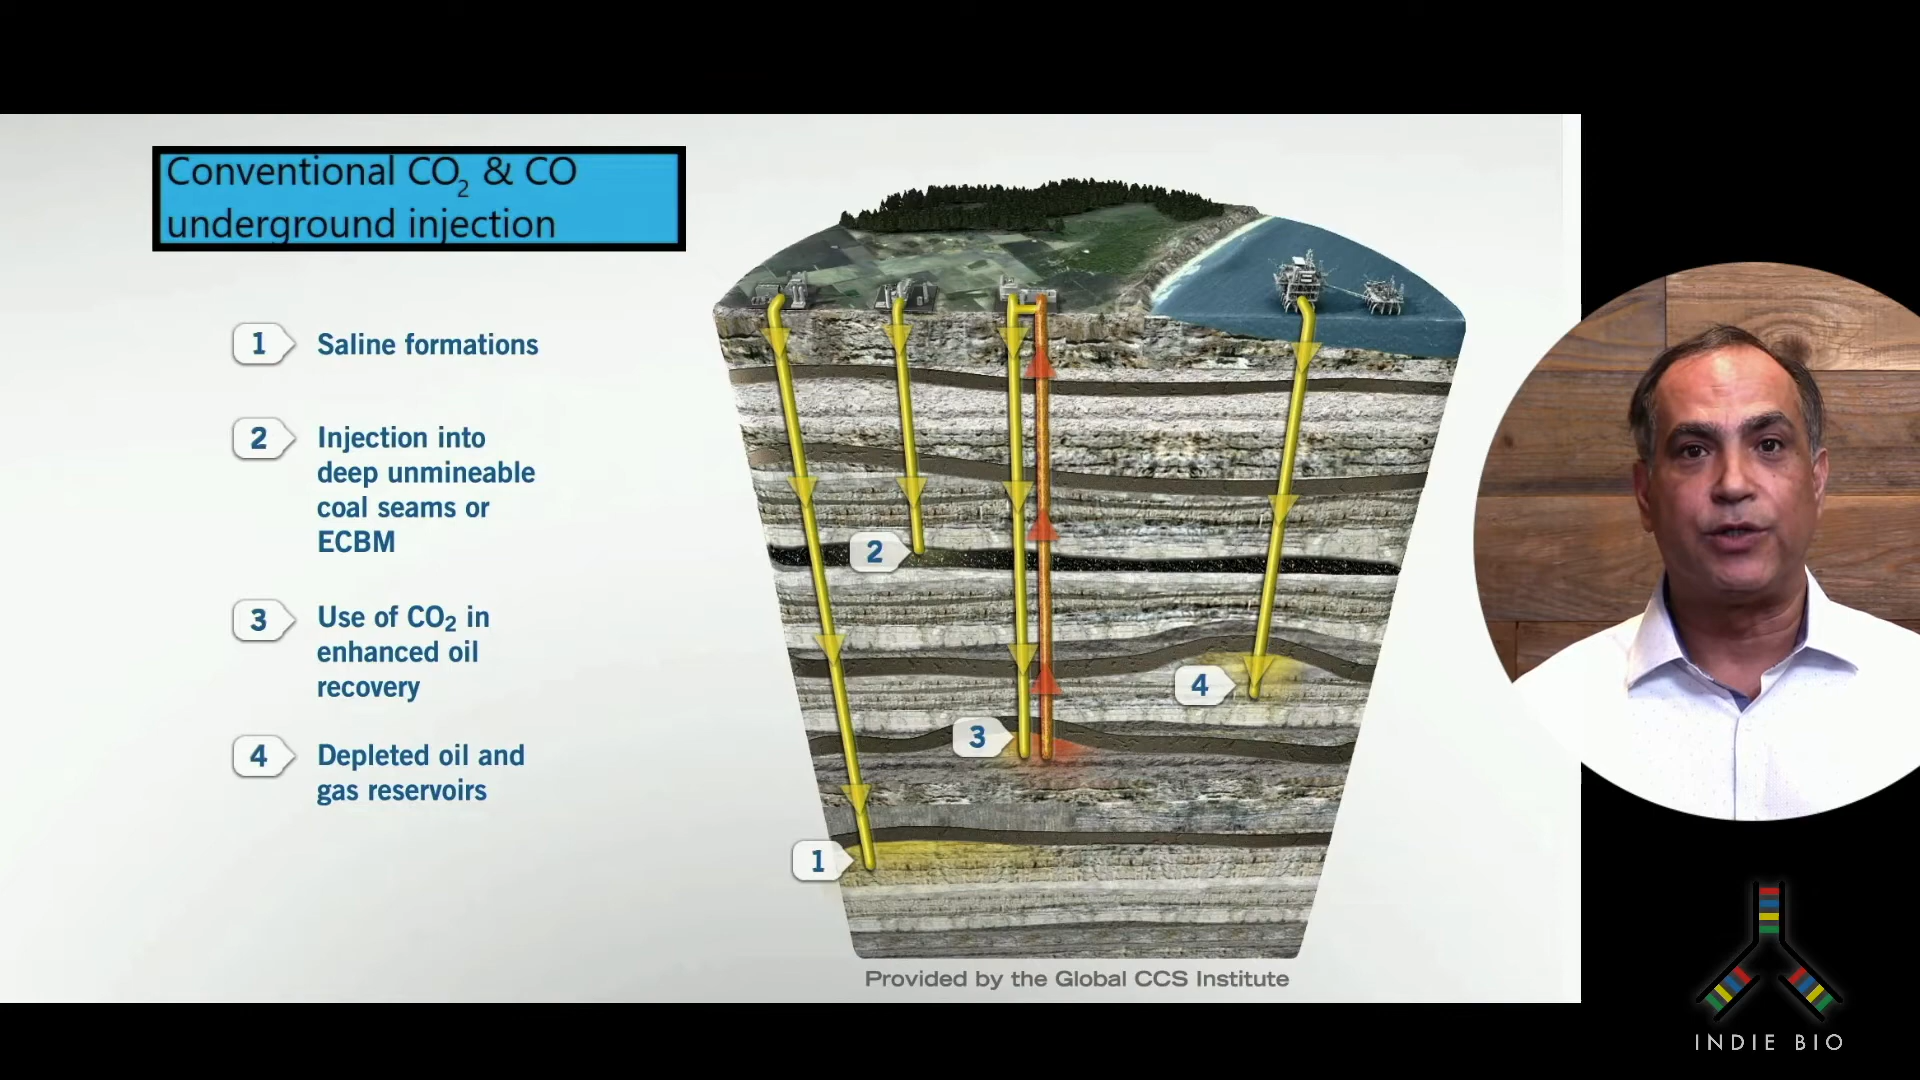 Conventional CO₂ & CO
underground injection
1 Saline formations
2 Injection into
deep unmineable
coal seams or
ECBM
3 Use of CO₂ in
enhanced oil
recovery
4 Depleted oil and
gas reservoirs
2
4
3
1
Provided by the Global CCS Institute
INDIE BIO